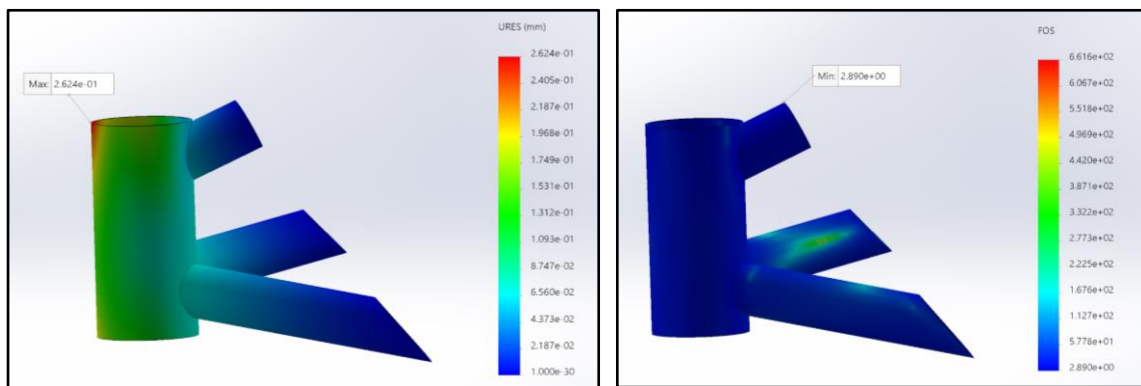 URES (mm)
2.624e-01
2.405e-01
2.187e-01
1.968e-01
1.749e-01
1.531e-01
1.312e-01
1.093e-01
8.747e-02
6.560e-02
4.373e-02
2.187e-02
1.000e-30
Max: 2.624e-01
FOS
6.616e+02
6.067e+02
5.518e+02
4.969e+02
4.420e+02
3.871e+02
3.322e+02
2.773e+02
2.225e+02
1.676e+02
1.127e+02
5.778e+01
2.890e+00
Min: 2.890e+00